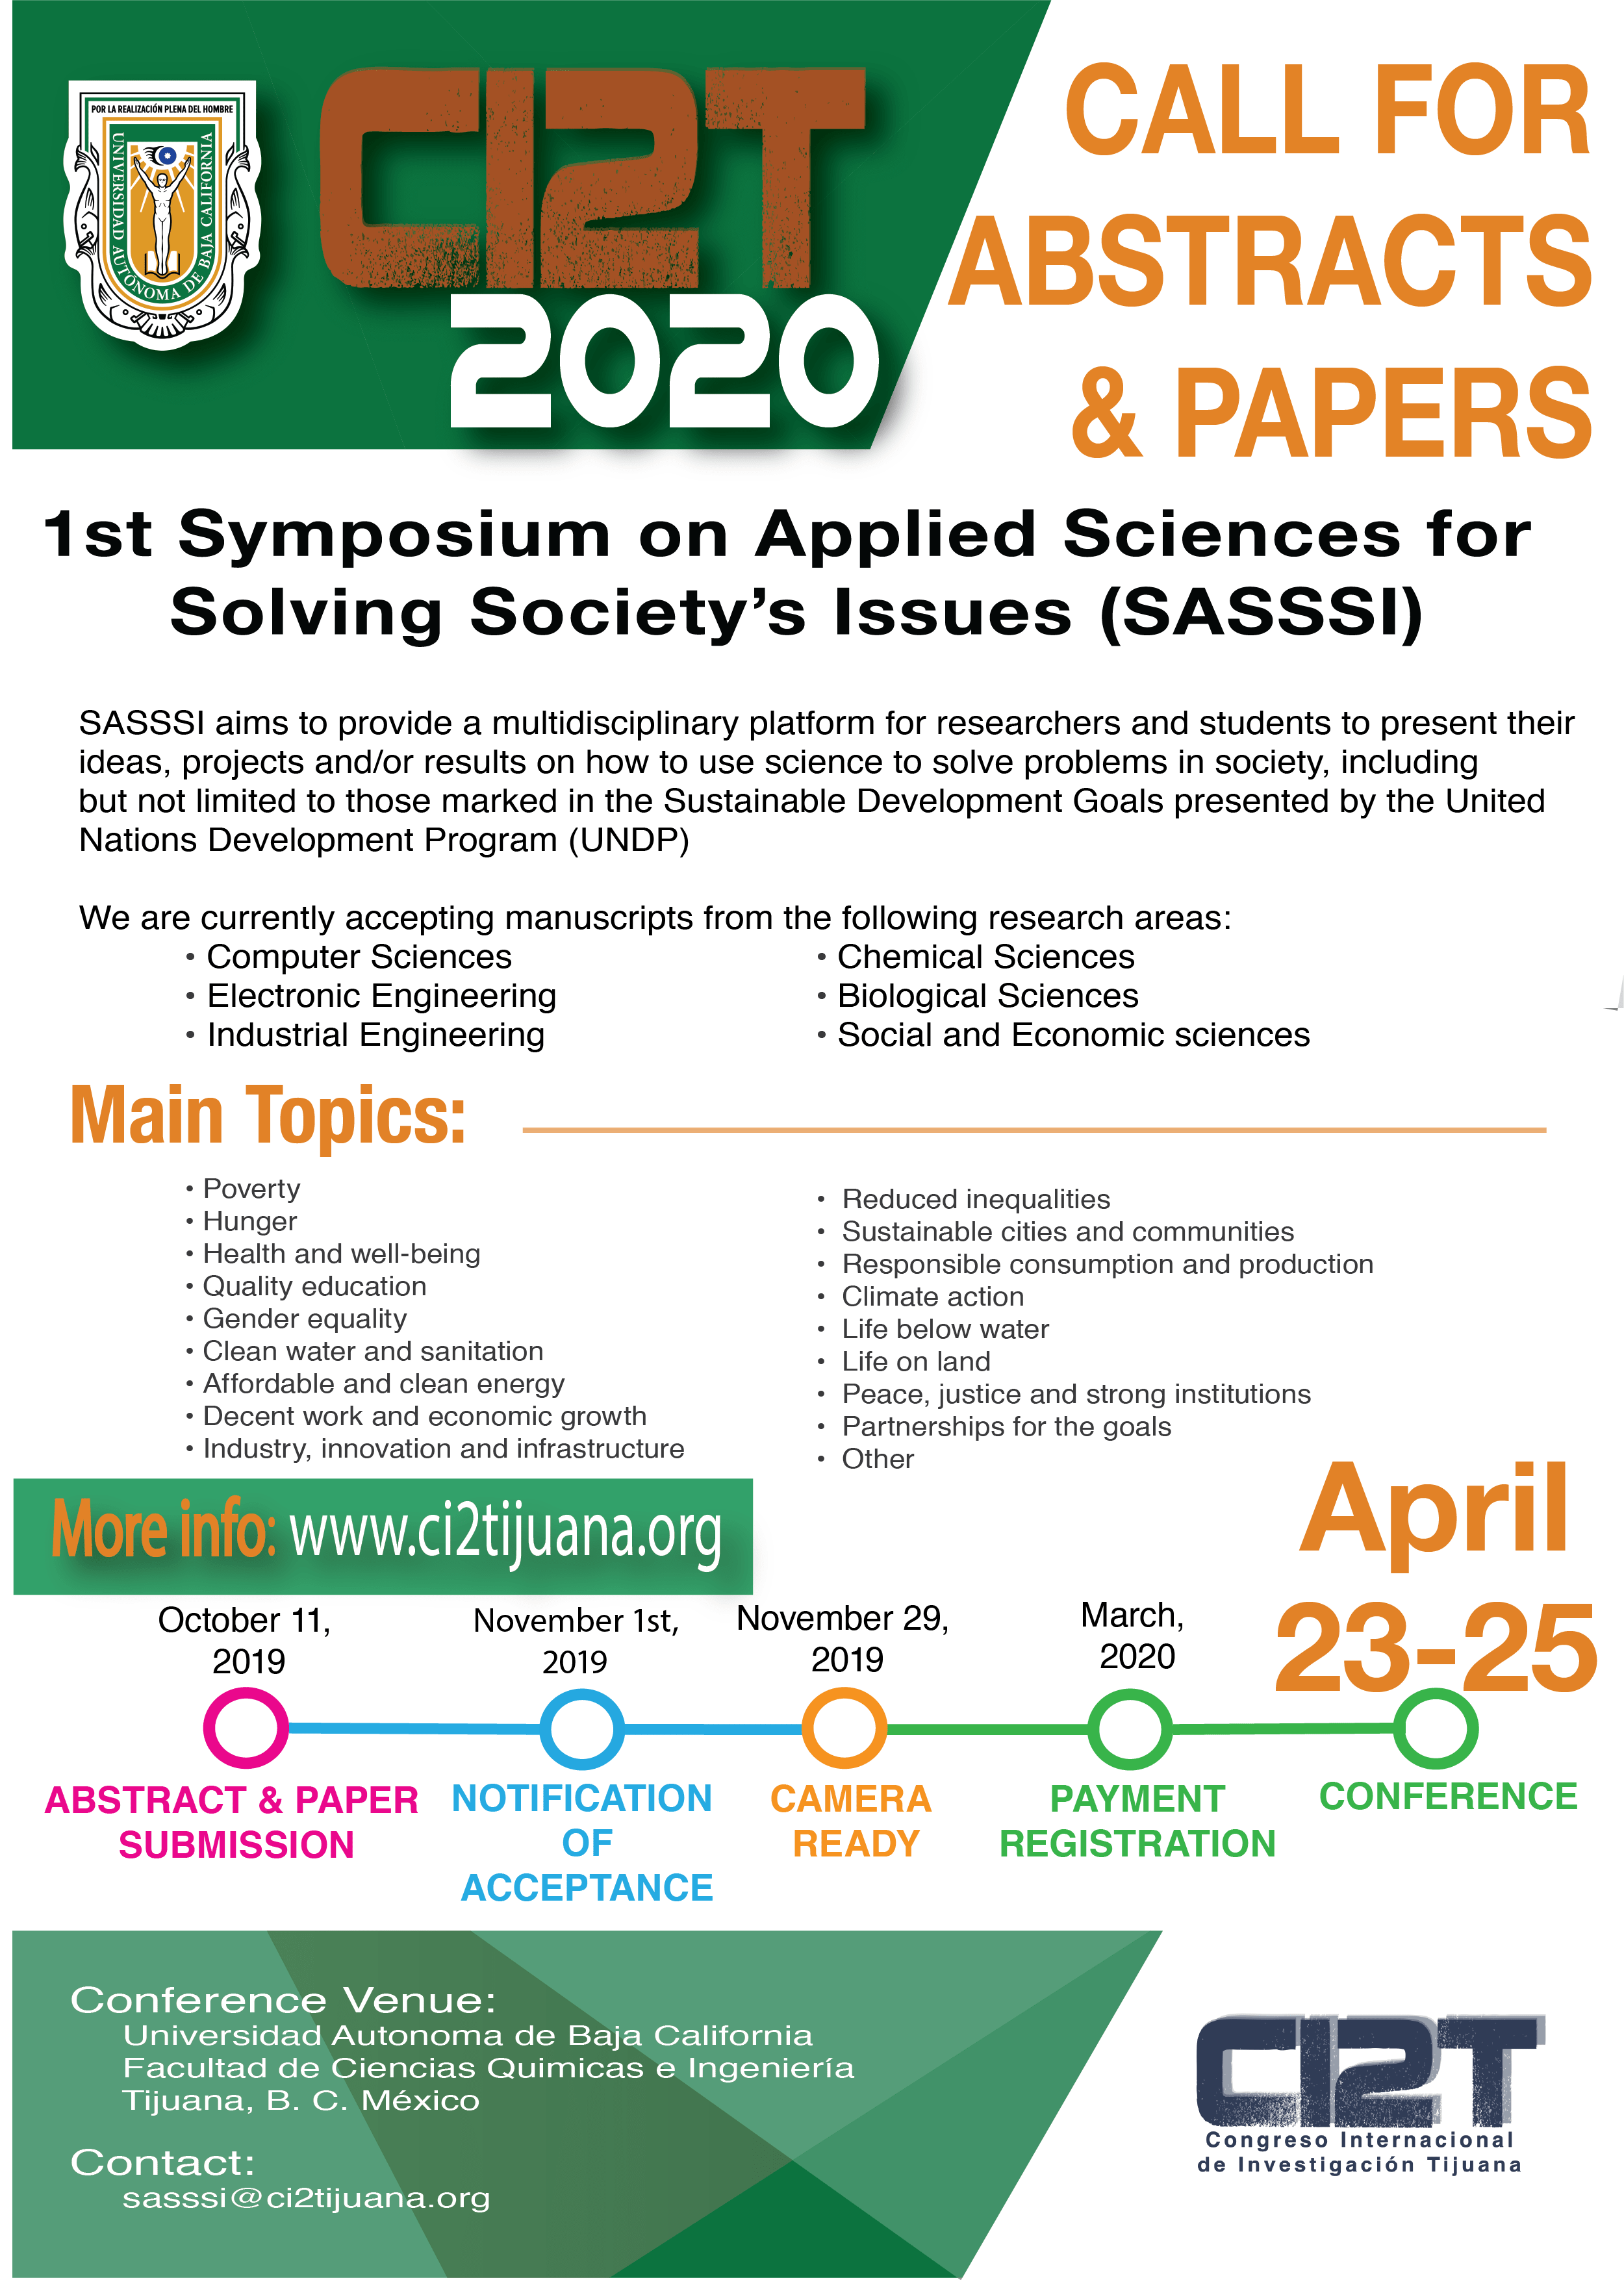 POR LA REALIZACIÓN PLENA DEL HOMBRE
UNIVERSIDAD AUTÓNOMA DE BAJA CALIFORNIA
CI2T
2020
CALL FOR
ABSTRACTS
& PAPERS
1st Symposium on Applied Sciences for
Solving Society’s Issues (SASSSI)
SASSSI aims to provide a multidisciplinary platform for researchers and students to present their
ideas, projects and/or results on how to use science to solve problems in society, including
but not limited to those marked in the Sustainable Development Goals presented by the United
Nations Development Program (UNDP)
We are currently accepting manuscripts from the following research areas:
• Computer Sciences
• Electronic Engineering
• Industrial Engineering
• Chemical Sciences
• Biological Sciences
• Social and Economic sciences
Main Topics:
• Poverty
• Hunger
• Health and well-being
• Quality education
• Gender equality
• Clean water and sanitation
• Affordable and clean energy
• Decent work and economic growth
• Industry, innovation and infrastructure
• Reduced inequalities
• Sustainable cities and communities
• Responsible consumption and production
• Climate action
• Life below water
• Life on land
• Peace, justice and strong institutions
• Partnerships for the goals
• Other
More info: www.ci2tijuana.org
October 11,
2019
ABSTRACT & PAPER
SUBMISSION
November 1st,
2019
NOTIFICATION
OF
ACCEPTANCE
November 29,
2019
CAMERA
READY
March,
2020
PAYMENT
REGISTRATION
April
23-25
CONFERENCE
Conference Venue:
Universidad Autonoma de Baja California
Facultad de Ciencias Quimicas e Ingeniería
Tijuana, B. C. México
Contact:
sasssi@ci2tijuana.org
CI2T
Congreso Internacional
de Investigación Tijuana